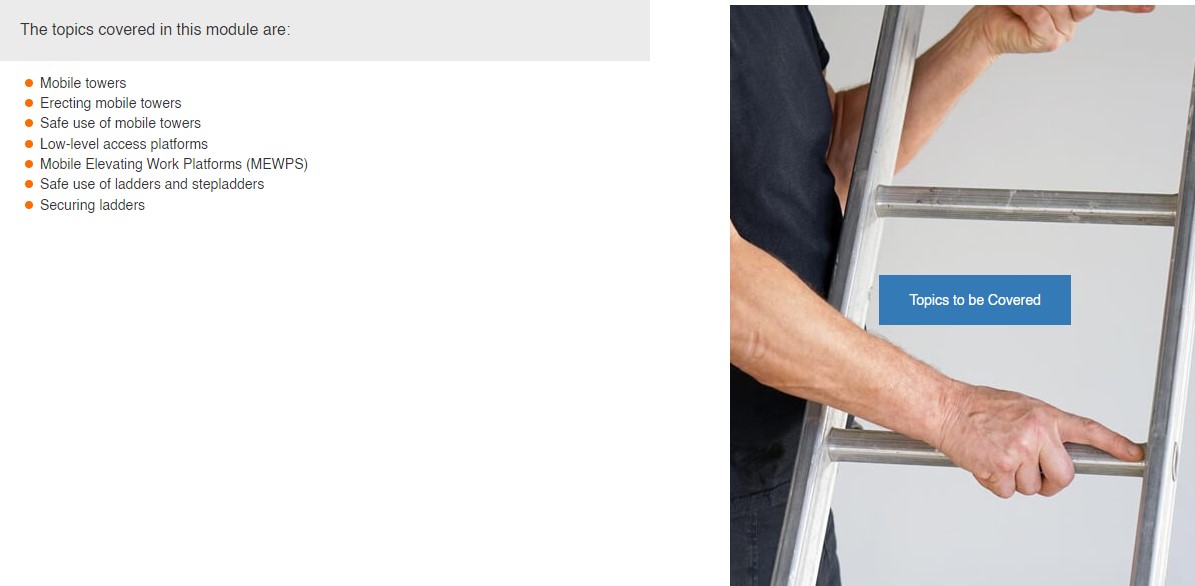 The topics covered in this module are:
Mobile towers
Erecting mobile towers
Safe use of mobile towers
Low-level access platforms
Mobile Elevating Work Platforms (MEWPS)
Safe use of ladders and stepladders
Securing ladders
Topics to be Covered